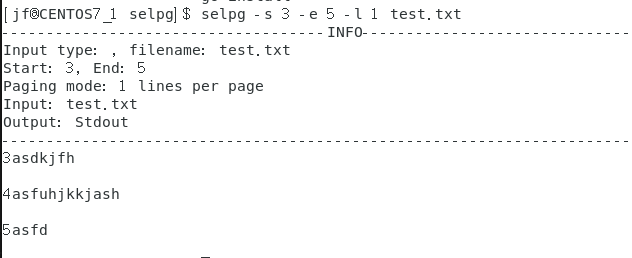 [jf@CENTOS7_1 selpg]$ selpg -s 3 -e 5 -l 1 test.txt
------------------------------------INFO------------------------------
Input type: , filename: test.txt
Start: 3, End: 5
Paging mode: 1 lines per page
Input: test.txt
Output: Stdout
----------------------------------------------------------------------
3asdkjfh
4asfuhjkkjash
5asfd